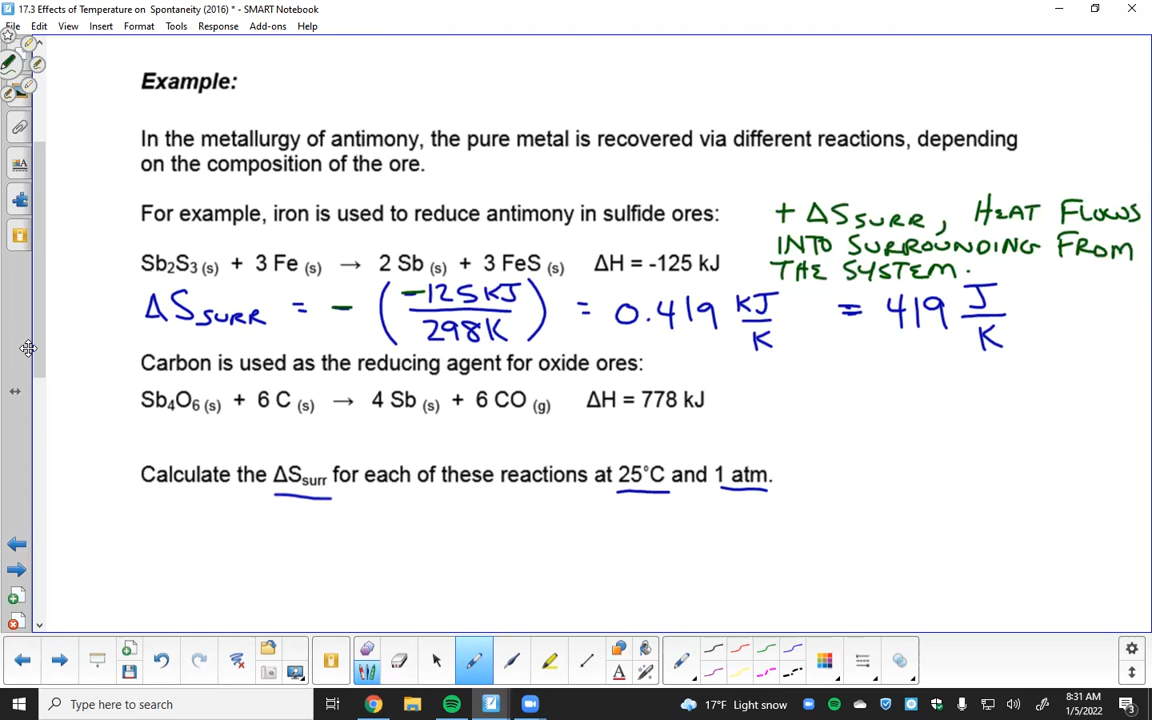 17.3 Effects of Temperature on Spontaneity (2016) * - SMART Notebook
File Edit View Insert Format Tools Response Add-ons Help
Example:
In the metallurgy of antimony, the pure metal is recovered via different reactions, depending
on the composition of the ore.
For example, iron is used to reduce antimony in sulfide ores:
+ ΔS SURR, HEAT FLOWS
INTO SURROUNDING FROM
THE SYSTEM.
Sb₂S₃ (s) + 3 Fe (s) → 2 Sb (s) + 3 FeS (s) ΔH = -125 kJ
ΔS SURR = - (-125 KJ / 298K) = 0.419 KJ/K = 419 J/K
Carbon is used as the reducing agent for oxide ores:
Sb₄O₆ (s) + 6 C (s) → 4 Sb (s) + 6 CO (g) ΔH = 778 kJ
Calculate the ΔSsurr for each of these reactions at 25°C and 1 atm.
Type here to search
17°F Light snow
8:31 AM
1/5/2022
3